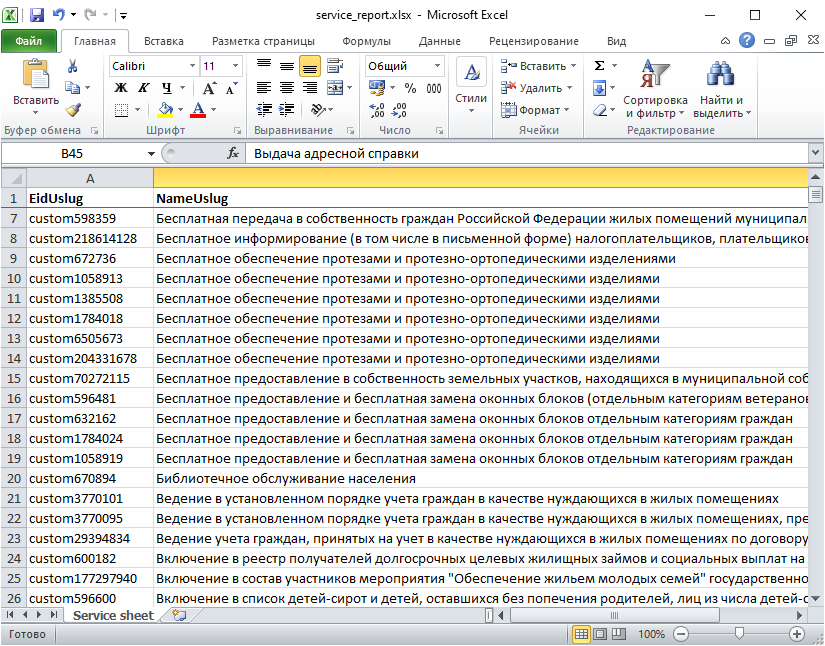 service_report.xlsx - Microsoft Excel
Файл Главная Вставка Разметка страницы Формулы Данные Рецензирование Вид
Вставить
Calibri 11
Ж К Ч
Общий
% 000
Стили
Вставить
Удалить
Формат
Σ
Сортировка и фильтр
Найти и выделить
Буфер обмена Шрифт Выравнивание Число Ячейки Редактирование
B45 fx Выдача адресной справки
A
1 EidUslug NameUslug
7 custom598359 Бесплатная передача в собственность граждан Российской Федерации жилых помещений муниципал
8 custom218614128 Бесплатное информирование (в том числе в письменной форме) налогоплательщиков, плательщиков
9 custom672736 Бесплатное обеспечение протезами и протезно-ортопедическими изделениями
10 custom1058913 Бесплатное обеспечение протезами и протезно-ортопедическими изделиями
11 custom1385508 Бесплатное обеспечение протезами и протезно-ортопедическими изделиями
12 custom1784018 Бесплатное обеспечение протезами и протезно-ортопедическими изделиями
13 custom6505673 Бесплатное обеспечение протезами и протезно-ортопедическими изделиями
14 custom204331678 Бесплатное обеспечение протезами и протезно-ортопедическими изделиями
15 custom70272115 Бесплатное предоставление в собственность земельных участков, находящихся в муниципальной соб
16 custom596481 Бесплатное предоставление и бесплатная замена оконных блоков (отдельным категориям ветеранов
17 custom632162 Бесплатное предоставление и бесплатная замена оконных блоков отдельным категориям граждан
18 custom1784024 Бесплатное предоставление и бесплатная замена оконных блоков отдельным категориям граждан
19 custom1058919 Бесплатное предоставление и бесплатная замена оконных блоков отдельным категориям граждан
20 custom670894 Библиотечное обслуживание населения
21 custom3770101 Ведение в установленном порядке учета граждан в качестве нуждающихся в жилых помещениях
22 custom3770095 Ведение в установленном порядке учета граждан в качестве нуждающихся в жилых помещениях, пре
23 custom29394834 Ведение учета граждан, принятых на учет в качестве нуждающихся в жилых помещениях по договору
24 custom600182 Включение в реестр получателей долгосрочных целевых жилищных займов и социальных выплат на
25 custom177297940 Включение в состав участников мероприятия "Обеспечение жильем молодых семей" государственно
26 custom596600 Включение в список детей-сирот и детей, оставшихся без попечения родителей, лиц из числа детей-с
Service sheet
Готово 100%